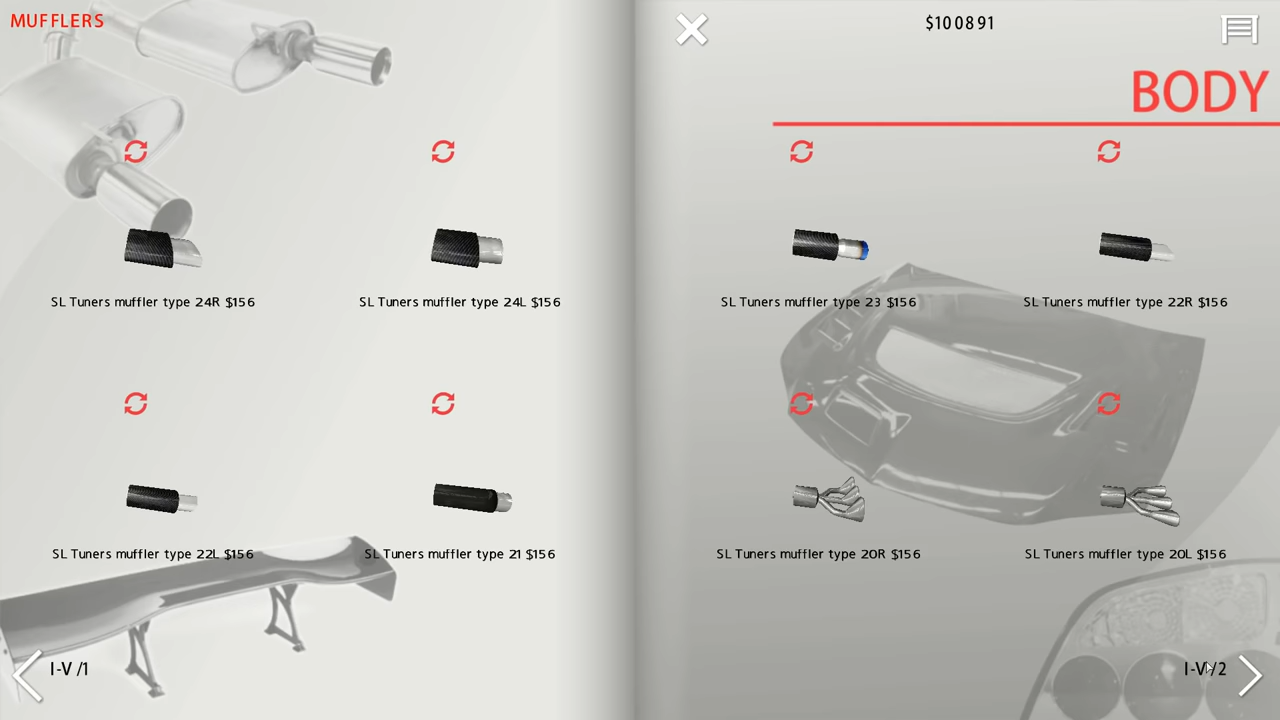 MUFFLERS
$100891
BODY
SL Tuners muffler type 24R $156
SL Tuners muffler type 24L $156
SL Tuners muffler type 23 $156
SL Tuners muffler type 22R $156
SL Tuners muffler type 22L $156
SL Tuners muffler type 21 $156
SL Tuners muffler type 20R $156
SL Tuners muffler type 20L $156
I-V /1
I-V /2